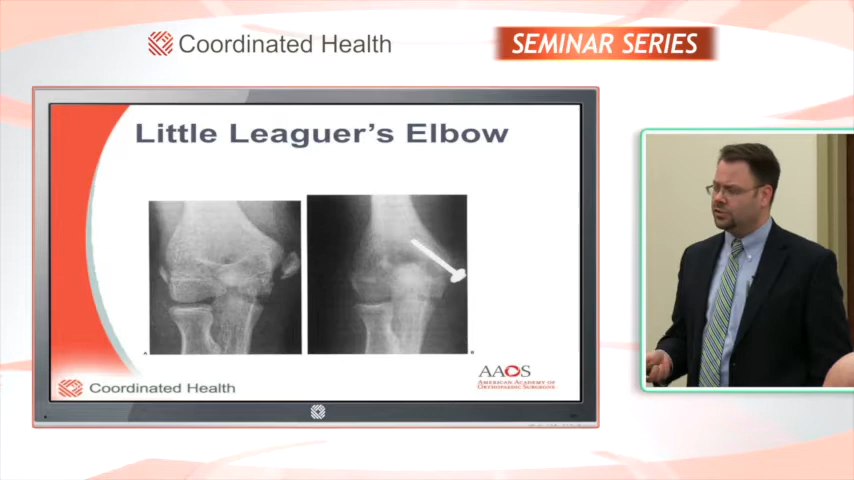 Coordinated Health
SEMINAR SERIES
Little Leaguer's Elbow
A
B
Coordinated Health
AAOS
AMERICAN ACADEMY OF
ORTHOPAEDIC SURGEONS